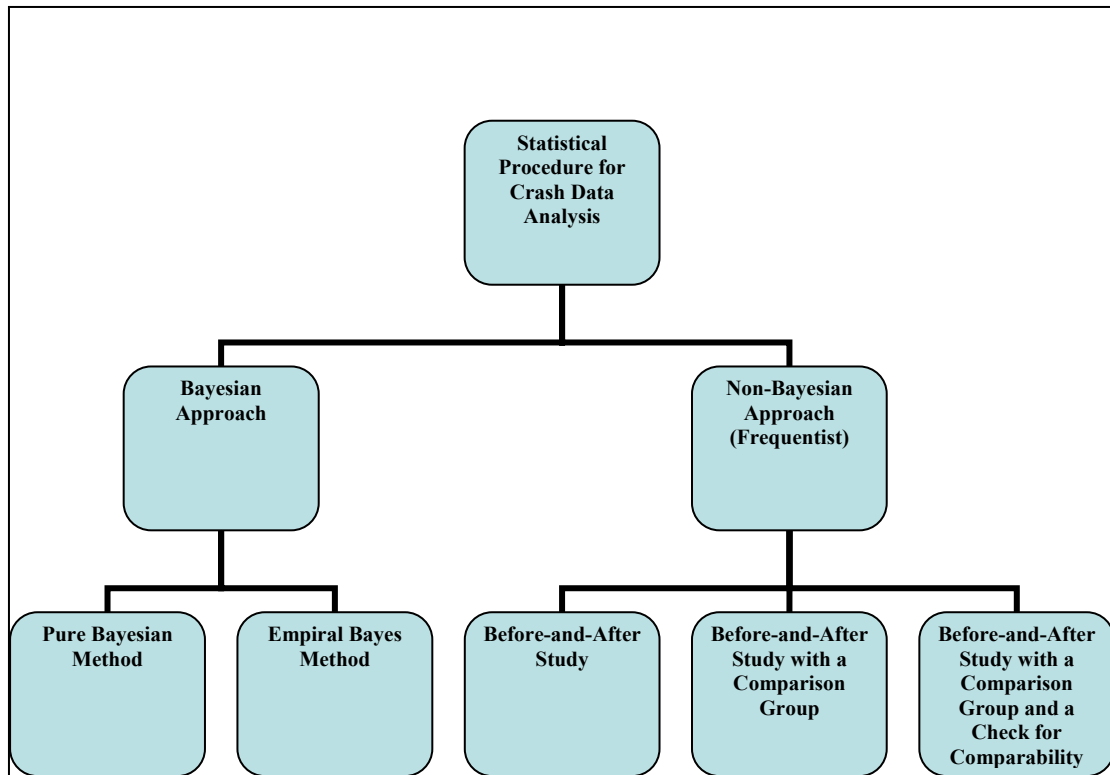 Statistical
Procedure for
Crash Data
Analysis
Bayesian
Approach
Non-Bayesian
Approach
(Frequentist)
Pure Bayesian
Method
Empiral Bayes
Method
Before-and-After
Study
Before-and-After
Study with a
Comparison
Group
Before-and-After
Study with a
Comparison
Group and a
Check for
Comparability